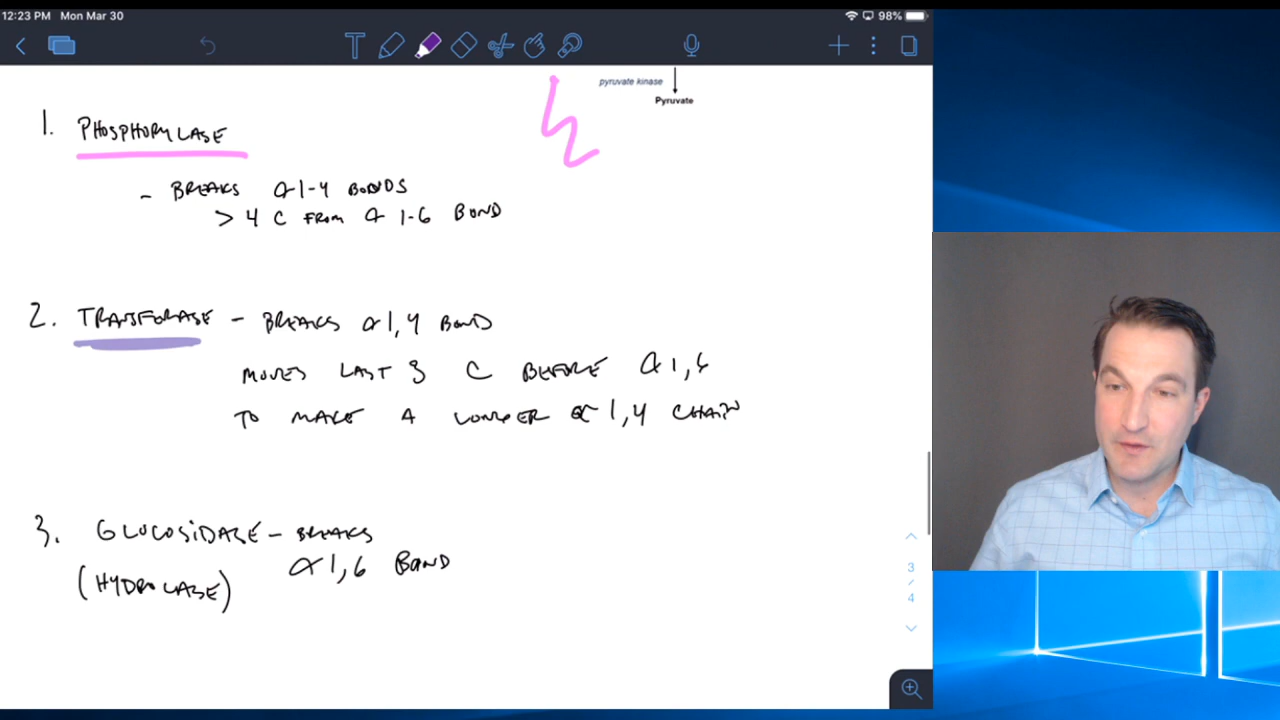 12:23 PM Mon Mar 30
98%
T
pyruvate kinase
Pyruvate
1. PHOSPHORYLASE
- BREAKS α1-4 BONDS
> 4 C FROM α 1-6 BOND
2. TRANSFORASE - BREAKS α1,4 BOND
MOVES LAST 3 C BEFORE α1,6
TO MAKE A LONGER α 1,4 CHAIN
3. GLUCOSIDASE - BREAKS
α1,6 BOND
(HYDROLASE)
3
/
4